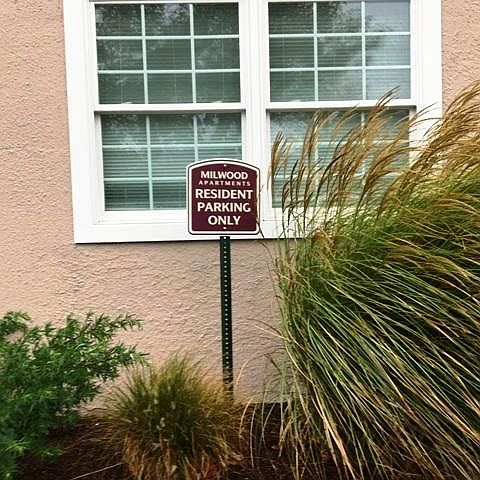 MILWOOD
APARTMENTS
RESIDENT
PARKING
ONLY